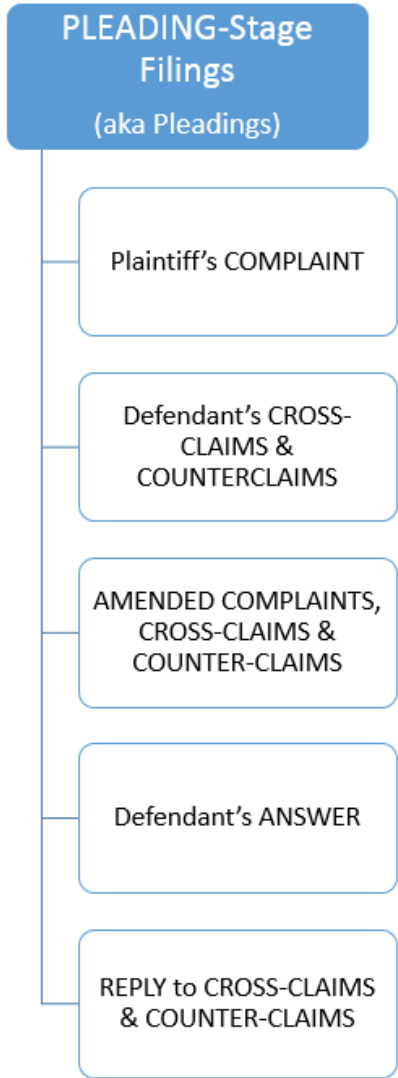 PLEADING-Stage
Filings
(aka Pleadings)
Plaintiff’s COMPLAINT
Defendant’s CROSS-
CLAIMS &
COUNTERCLAIMS
AMENDED COMPLAINTS,
CROSS-CLAIMS &
COUNTER-CLAIMS
Defendant’s ANSWER
REPLY to CROSS-CLAIMS
& COUNTER-CLAIMS